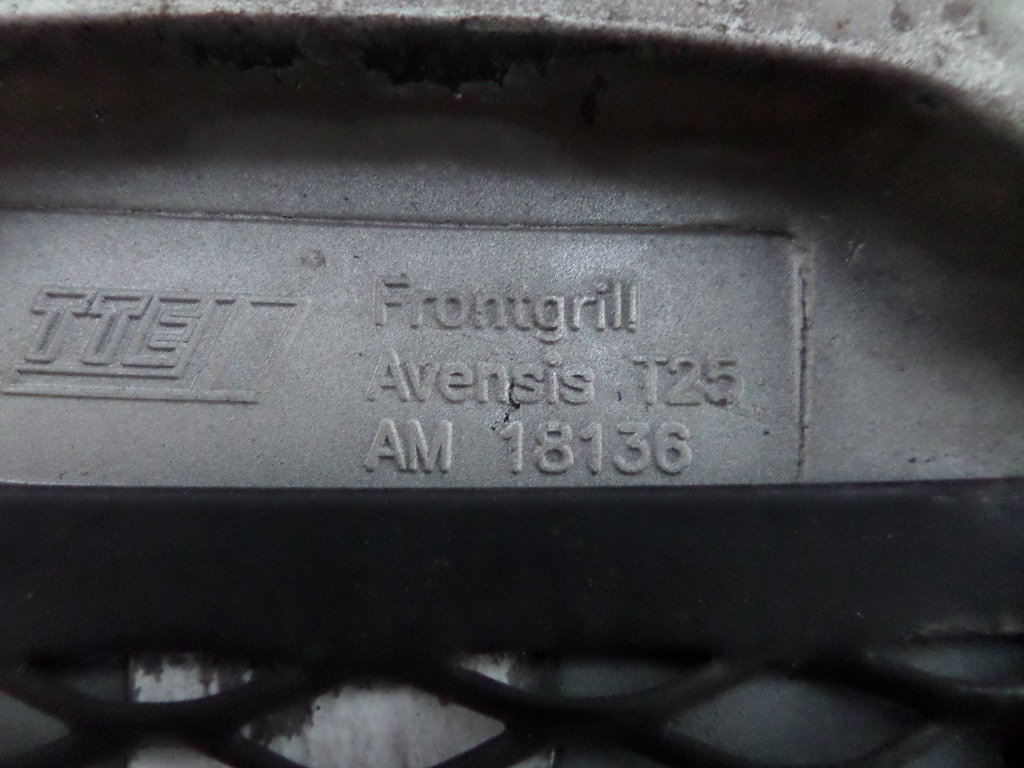 TTE
Frontgrill
Avensis T25
AM 18136